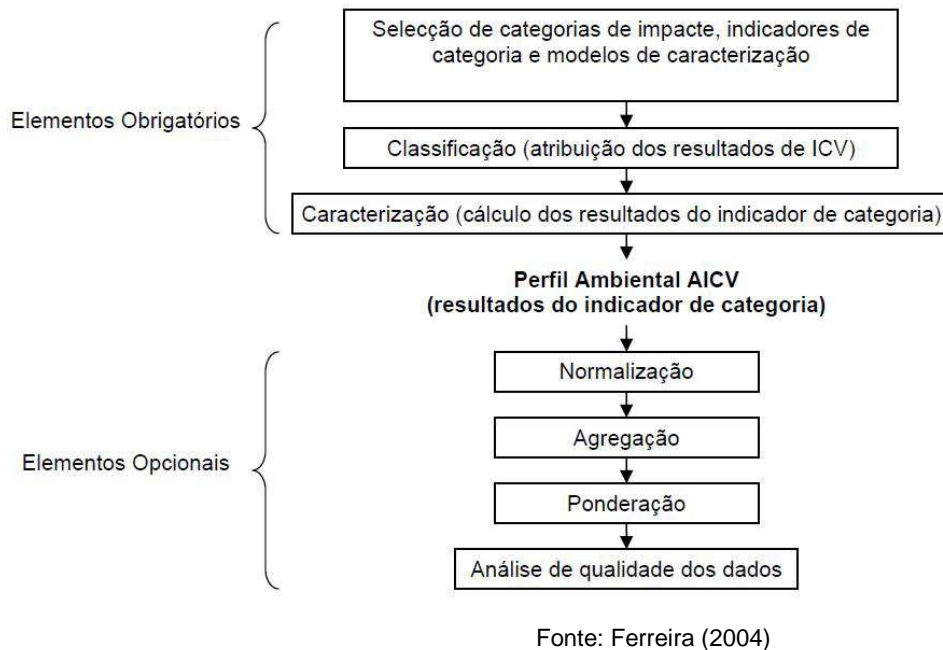 Selecção de categorias de impacte, indicadores de
categoria e modelos de caracterização
Elementos Obrigatórios
Classificação (atribuição dos resultados de ICV)
Caracterização (cálculo dos resultados do indicador de categoria)
Perfil Ambiental AICV
(resultados do indicador de categoria)
Normalização
Agregação
Elementos Opcionais
Ponderação
Análise de qualidade dos dados
Fonte: Ferreira (2004)